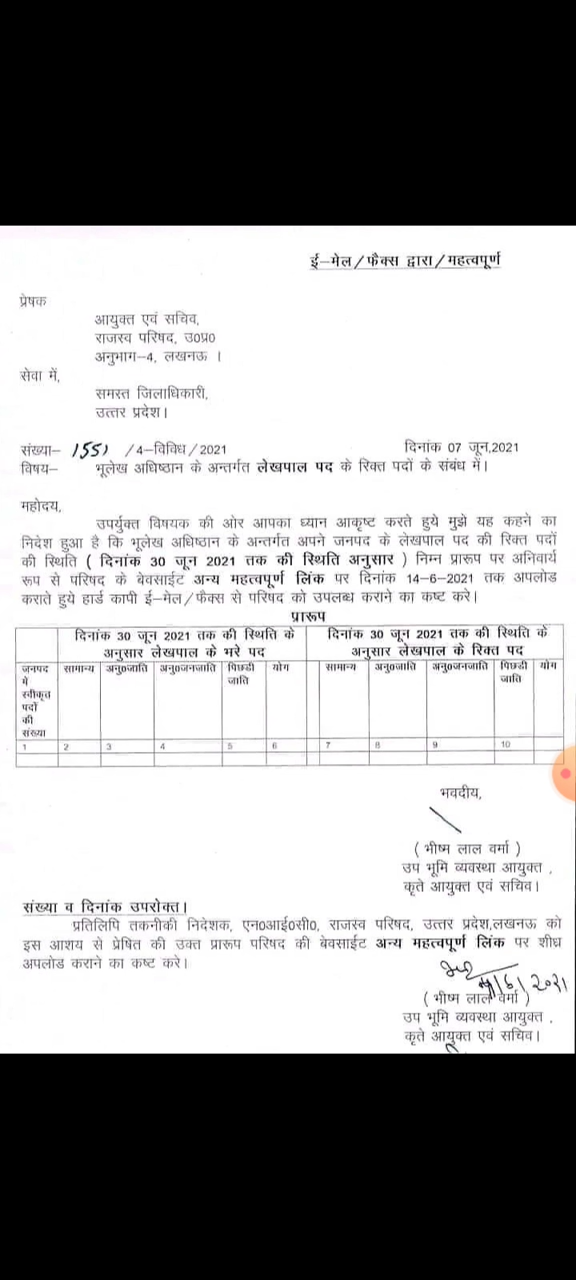 ई–मेल/फैक्स द्वारा/महत्वपूर्ण
प्रेषक
आयुक्त एवं सचिव,
राजस्व परिषद, उ0प्र0
अनुभाग–4, लखनऊ ।
सेवा में,
समस्त जिलाधिकारी,
उत्तर प्रदेश।
संख्या– 1551 /4–विविध/2021 दिनांक 07 जून,2021
विषय– भूलेख अधिष्ठान के अन्तर्गत लेखपाल पद के रिक्त पदों के संबंध में।
महोदय,
उपर्युक्त विषयक की ओर आपका ध्यान आकृष्ट करते हुये मुझे यह कहने का
निदेश हुआ है कि भूलेख अधिष्ठान के अन्तर्गत अपने जनपद के लेखपाल पद की रिक्त पदों
की स्थिति ( दिनांक 30 जून 2021 तक की स्थिति अनुसार ) निम्न प्रारूप पर अनिवार्य
रूप से परिषद के बेवसाईट अन्य महत्वपूर्ण लिंक पर दिनांक 14-6-2021 तक अपलोड
कराते हुये हार्ड कापी ई–मेल/फैक्स से परिषद को उपलब्ध कराने का कष्ट करे।
प्रारूप
दिनांक 30 जून 2021 तक की स्थिति के दिनांक 30 जून 2021 तक की स्थिति के
अनुसार लेखपाल के भरे पद अनुसार लेखपाल के रिक्त पद
जनपद सामान्य अनु0जाति अनु0जनजाति पिछडी योग सामान्य अनु0जाति अनु0जनजाति पिछडी योग
में जाति जाति
स्वीकृत
पदों
की
संख्या
1 2 3 4 5 6 7 8 9 10
भवदीय,
( भीष्म लाल वर्मा )
उप भूमि व्यवस्था आयुक्त ,
कृते आयुक्त एवं सचिव।
संख्या व दिनांक उपरोक्त।
प्रतिलिपि तकनीकी निदेशक, एन0आई0सी0, राजस्व परिषद, उत्तर प्रदेश,लखनऊ को
इस आशय से प्रेषित की उक्त प्रारूप परिषद की बेवसाईट अन्य महत्वपूर्ण लिंक पर शीघ्र
अपलोड कराने का कष्ट करे।
( भीष्म लाल वर्मा )
उप भूमि व्यवस्था आयुक्त ,
कृते आयुक्त एवं सचिव।